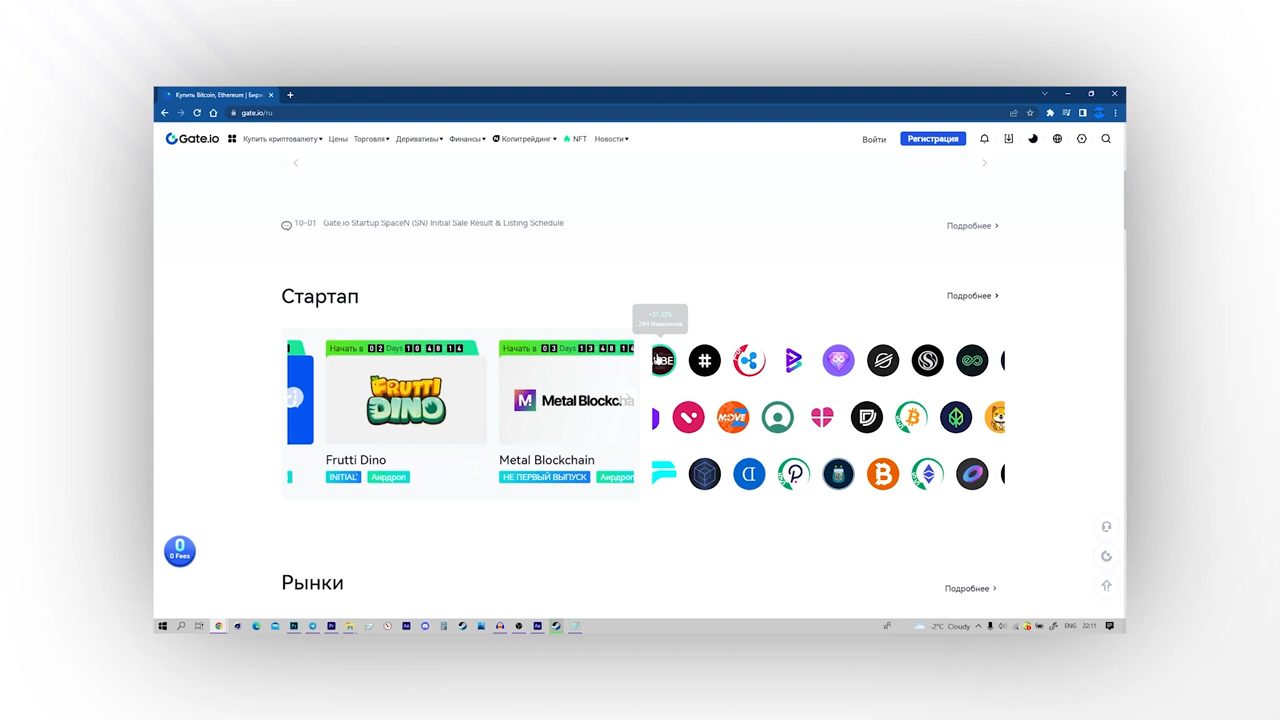 Купить Bitcoin, Ethereum | Бирж
gate.io/ru
Gate.io Купить криптовалюту Цены Торговля Деривативы Финансы Копитрейдинг NFT Новости Войти Регистрация
10-01 Gate.io Startup:SpaceN (SN) Initial Sale Result & Listing Schedule Подробнее >
Стартап Подробнее >
24Ч Изменение
Начать в 02 Days 10 48 14
Начать в 03 Days 13 48 14
FRUTTI DINO
M Metal Blockcha
MOVE
Frutti Dino
Metal Blockchain
INITIAL' Аирдроп
НЕ ПЕРВЫЙ ВЫПУСК Аирдроп
0
0 Fees
Рынки Подробнее >
-2°C Cloudy ENG 22:11